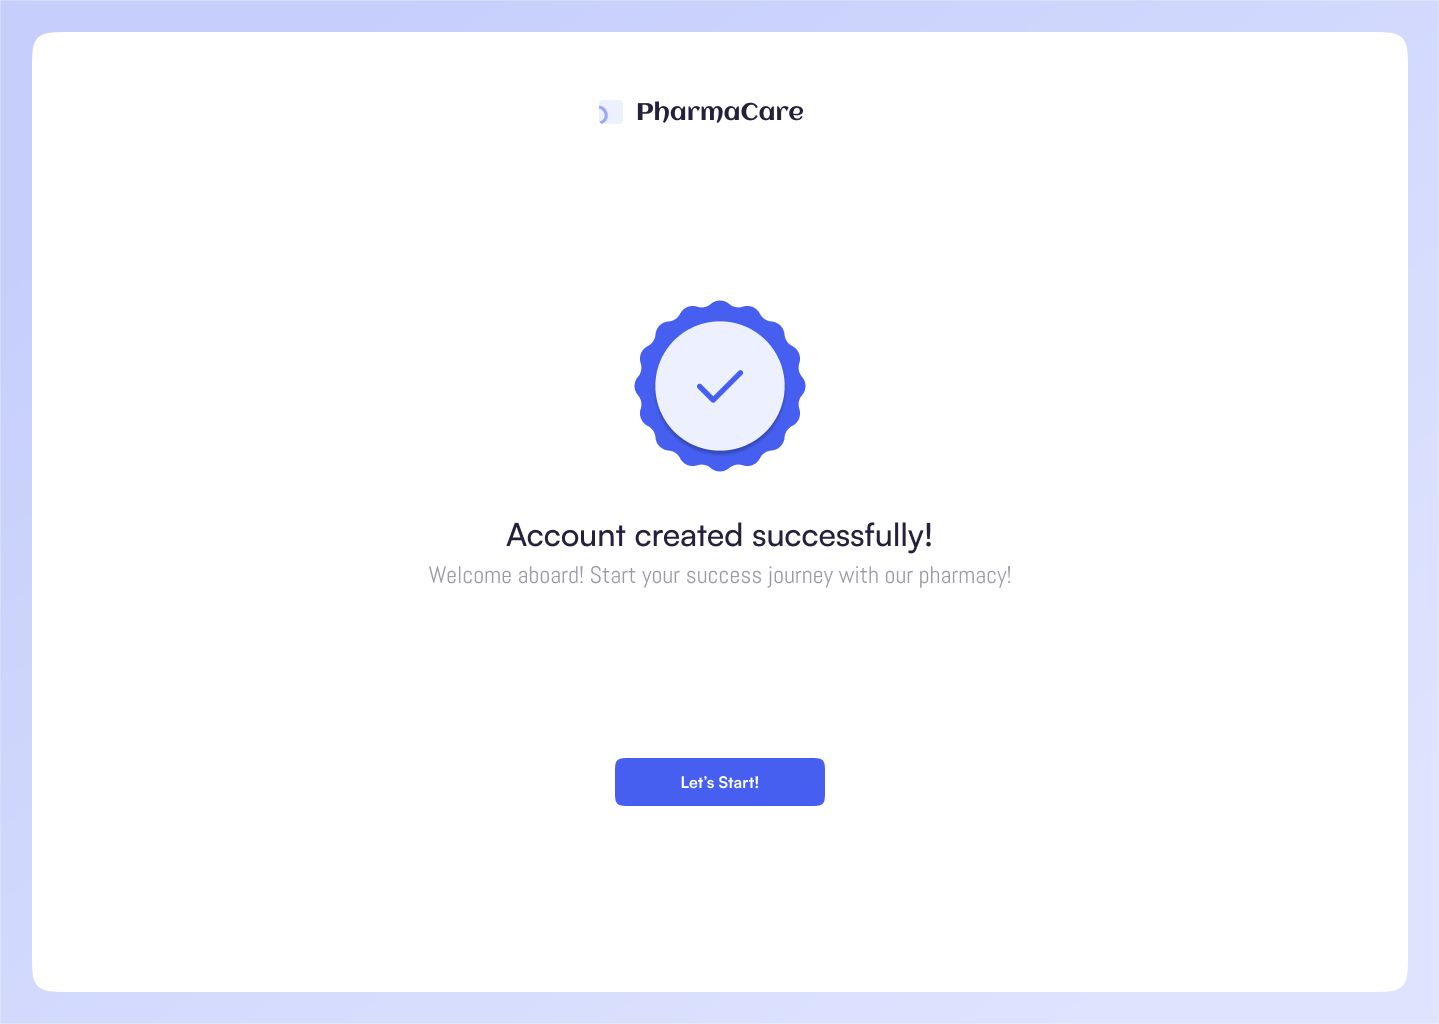 PharmaCare
Account created successfully!
Welcome aboard! Start your success journey with our pharmacy!
Let’s Start!